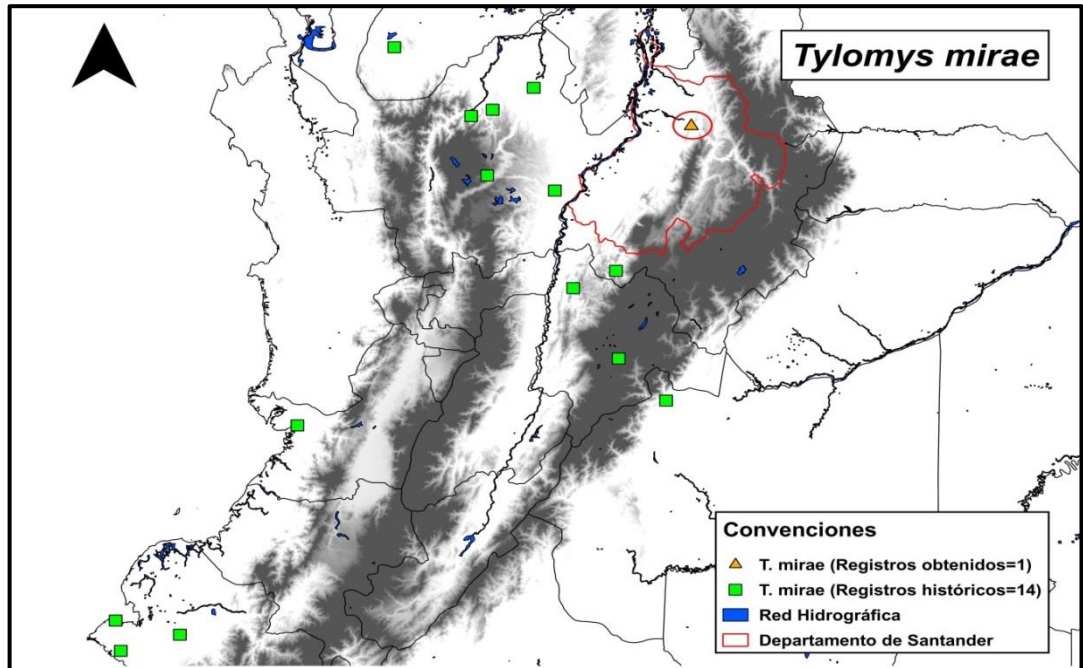 Tylomys mirae
Convenciones
T. mirae (Registros obtenidos=1)
T. mirae (Registros históricos=14)
Red Hidrográfica
Departamento de Santander